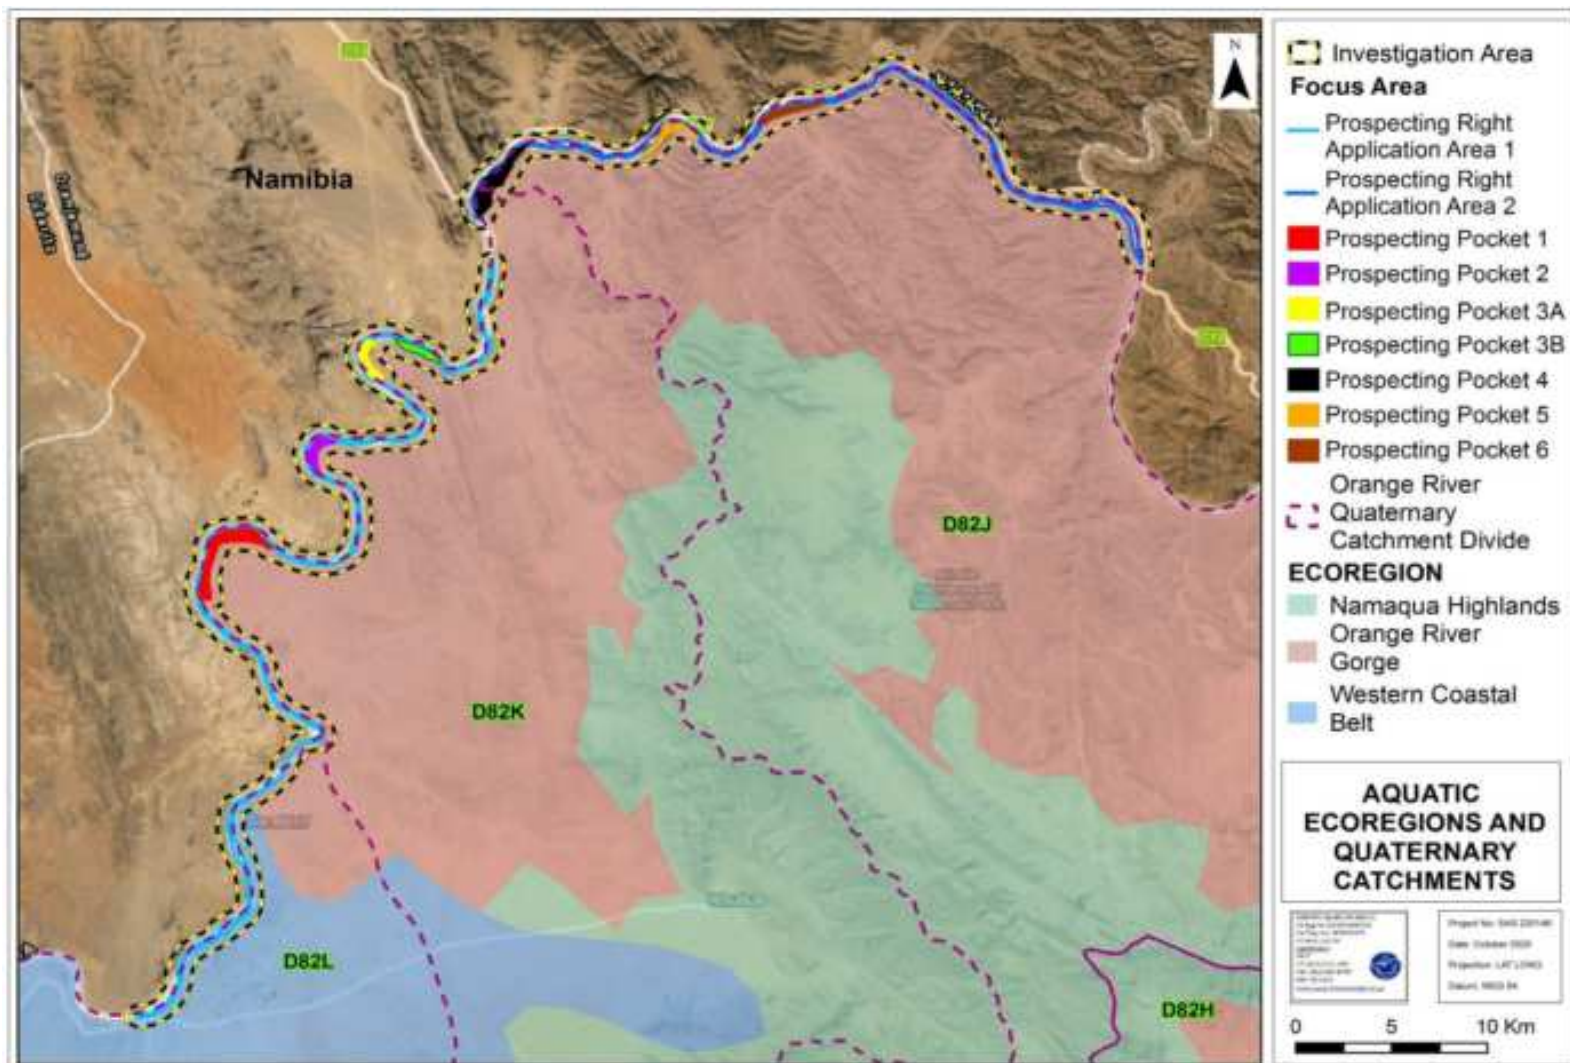 N
Namibia
D82J
D82K
D82L
D82H
Investigation Area
Focus Area
Prospecting Right
Application Area 1
Prospecting Right
Application Area 2
Prospecting Pocket 1
Prospecting Pocket 2
Prospecting Pocket 3A
Prospecting Pocket 3B
Prospecting Pocket 4
Prospecting Pocket 5
Prospecting Pocket 6
Orange River
Quaternary
Catchment Divide
ECOREGION
Namaqua Highlands
Orange River
Gorge
Western Coastal
Belt
AQUATIC
ECOREGIONS AND
QUATERNARY
CATCHMENTS
0 5 10 Km